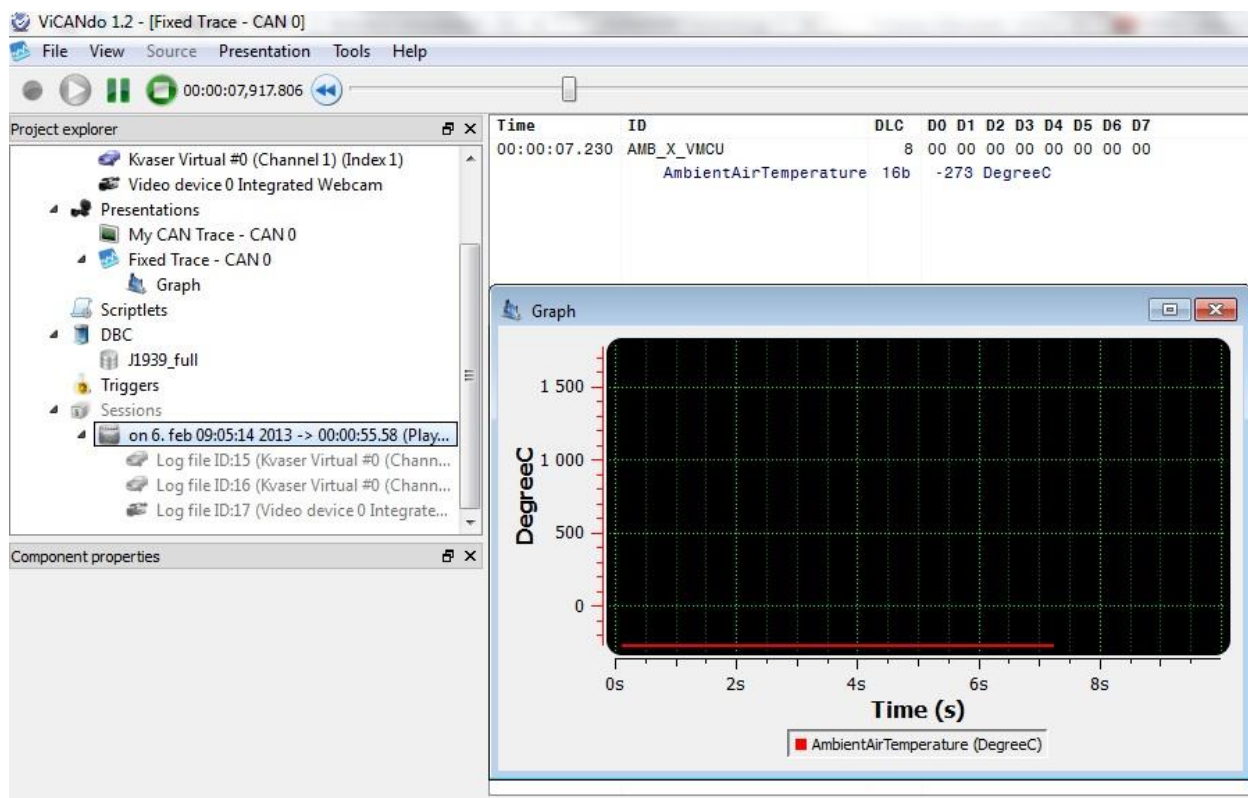 ViCANdo 1.2 - [Fixed Trace - CAN 0]
File View Source Presentation Tools Help
00:00:07,917.806
Project explorer
Kvaser Virtual #0 (Channel 1) (Index 1)
Video device 0 Integrated Webcam
Presentations
My CAN Trace - CAN 0
Fixed Trace - CAN 0
Graph
Scriptlets
DBC
J1939_full
Triggers
Sessions
on 6. feb 09:05:14 2013 -> 00:00:55.58 (Play...
Log file ID:15 (Kvaser Virtual #0 (Chann...
Log file ID:16 (Kvaser Virtual #0 (Chann...
Log file ID:17 (Video device 0 Integrate...
Component properties
Time ID DLC D0 D1 D2 D3 D4 D5 D6 D7
00:00:07.230 AMB_X_VMCU 8 00 00 00 00 00 00 00 00
AmbientAirTemperature 16b -273 DegreeC
Graph
DegreeC
1 500
1 000
500
0
0s 2s 4s 6s 8s
Time (s)
AmbientAirTemperature (DegreeC)